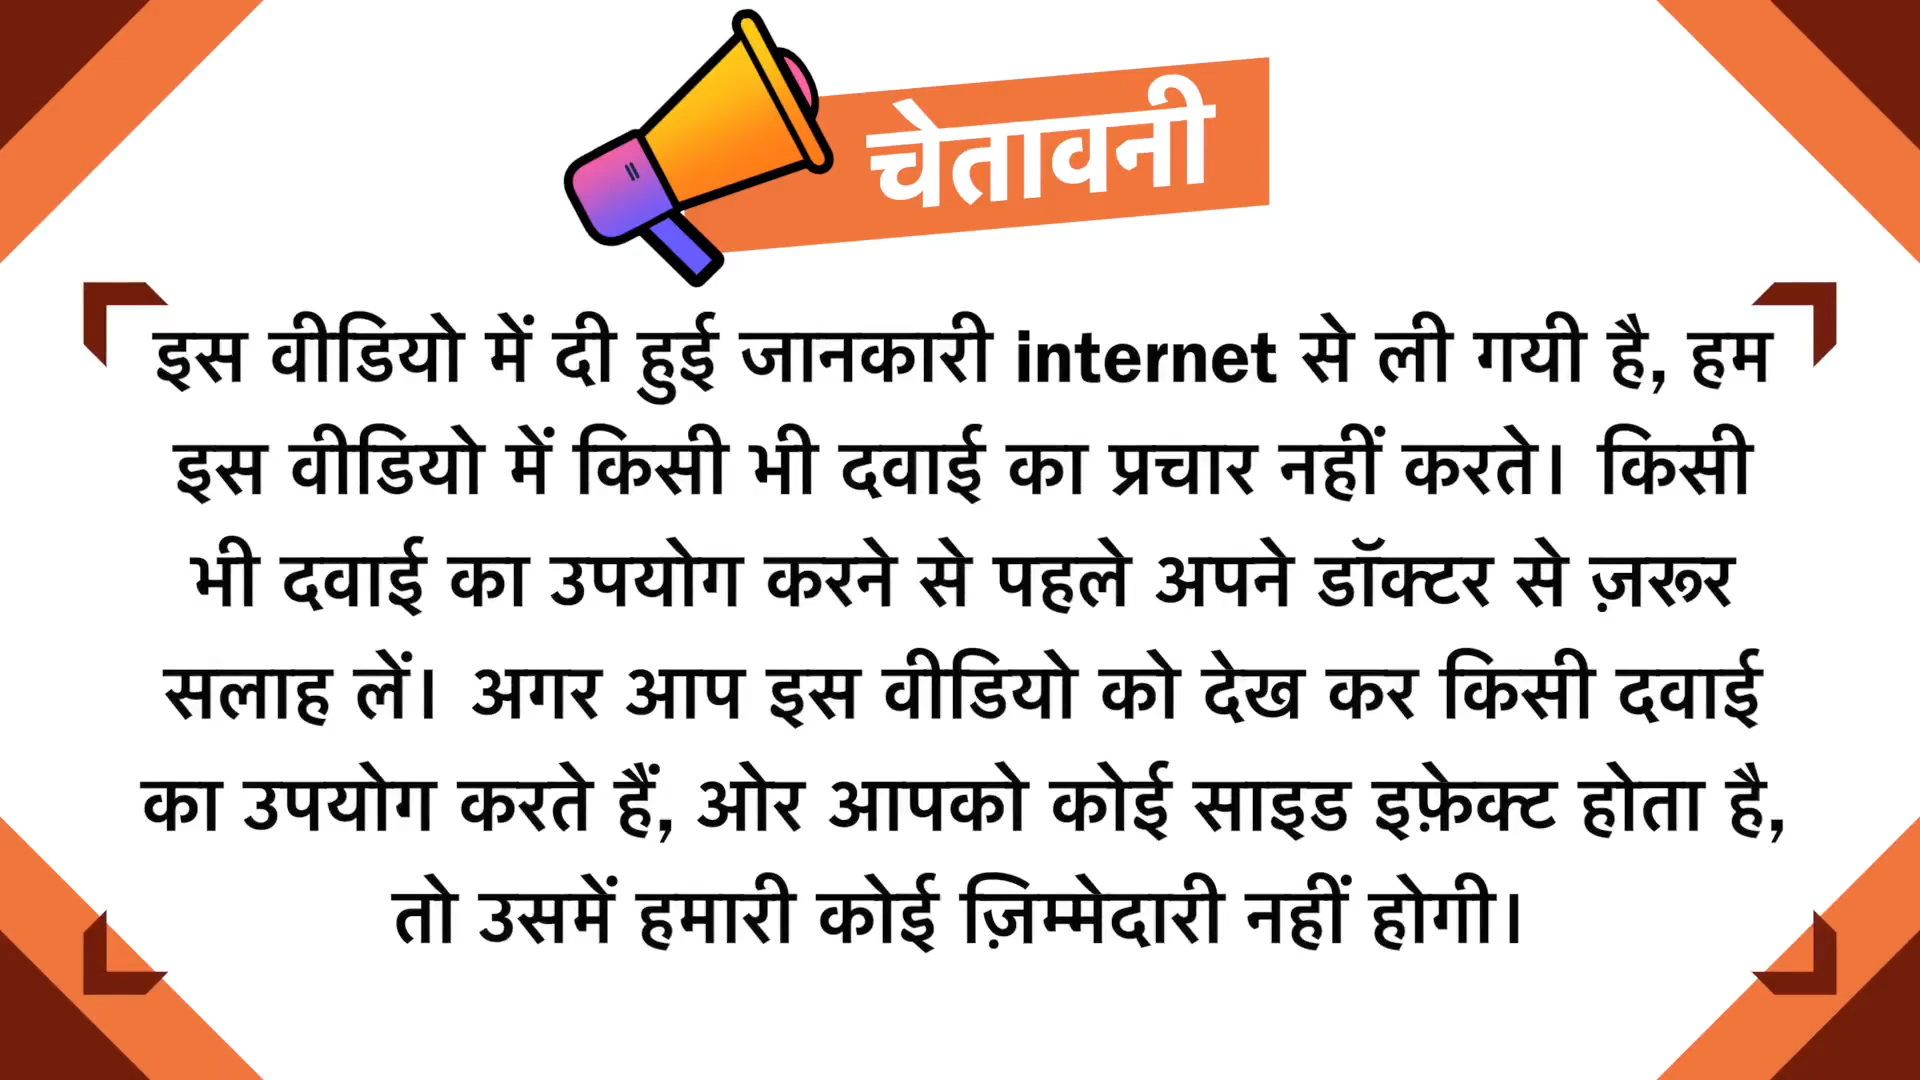 चेतावनी
इस वीडियो में दी हुई जानकारी internet से ली गयी है, हम
इस वीडियो में किसी भी दवाई का प्रचार नहीं करते। किसी
भी दवाई का उपयोग करने से पहले अपने डॉक्टर से ज़रूर
सलाह लें। अगर आप इस वीडियो को देख कर किसी दवाई
का उपयोग करते हैं, ओर आपको कोई साइड इफ़ेक्ट होता है,
तो उसमें हमारी कोई ज़िम्मेदारी नहीं होगी।